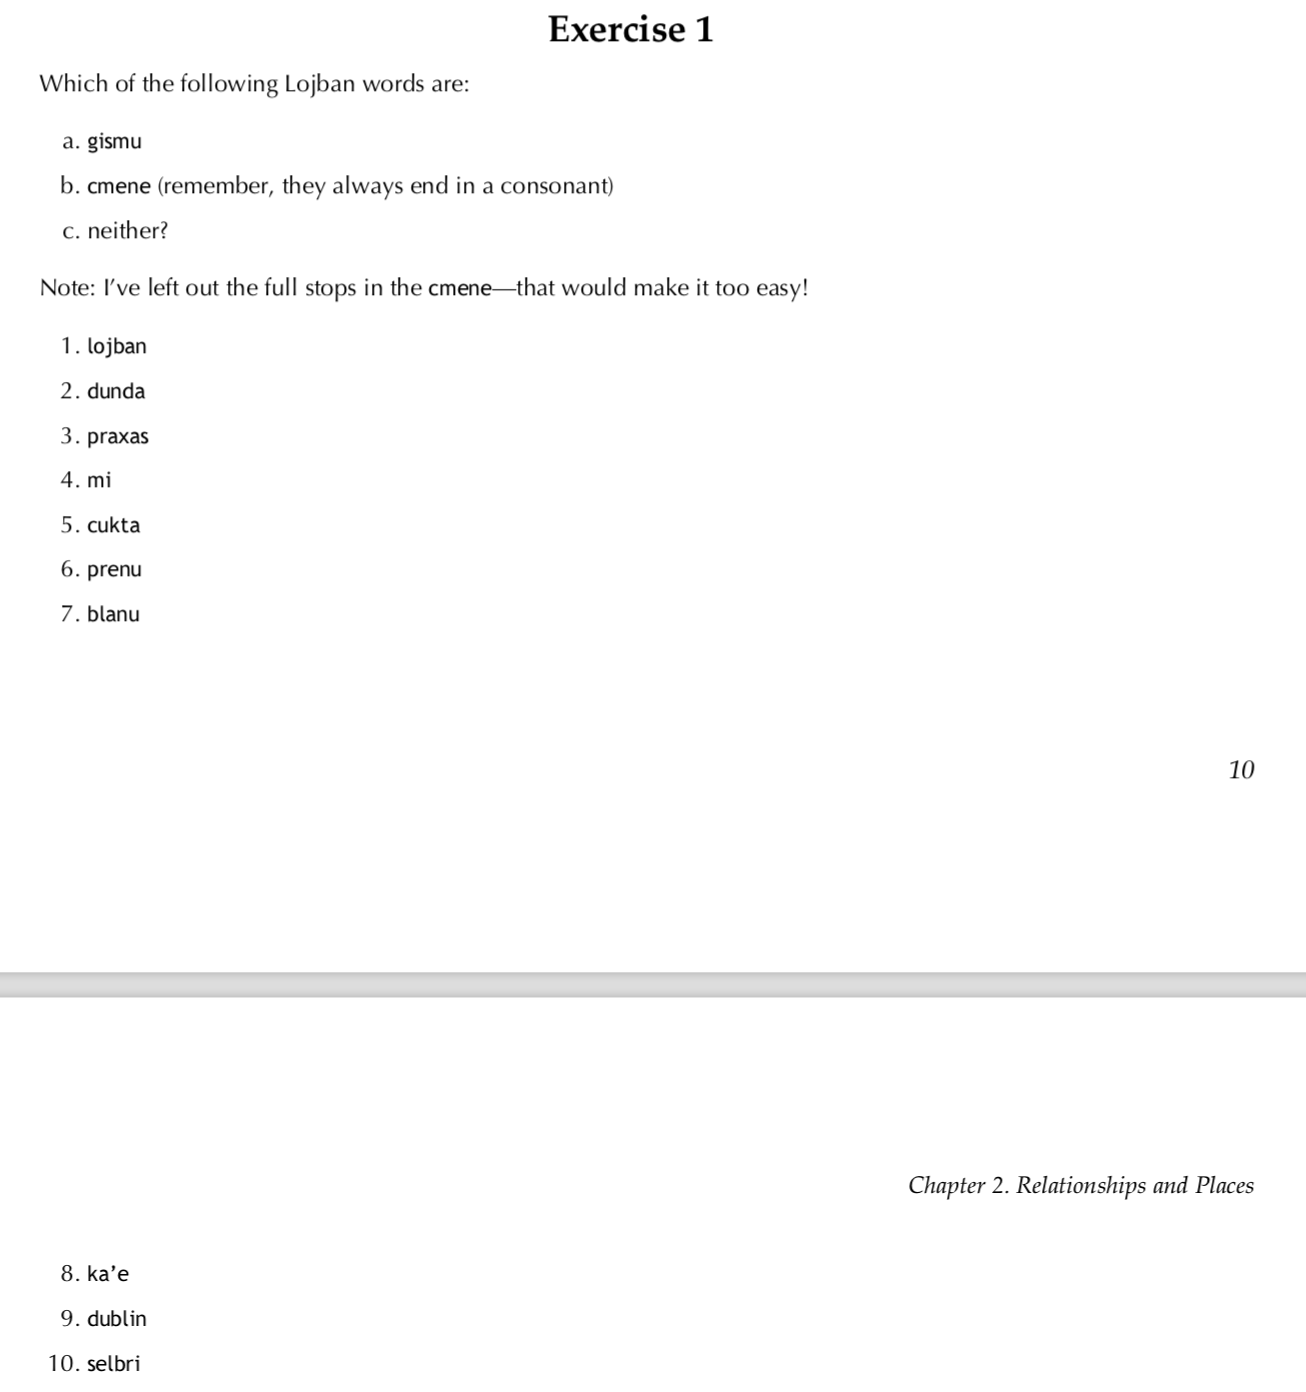 Exercise 1
Which of the following Lojban words are:
a. gismu
b. cmene (remember, they always end in a consonant)
c. neither?
Note: I’ve left out the full stops in the cmene—that would make it too easy!
1. lojban
2. dunda
3. praxas
4. mi
5. cukta
6. prenu
7. blanu
10
Chapter 2. Relationships and Places
8. ka’e
9. dublin
10. selbri